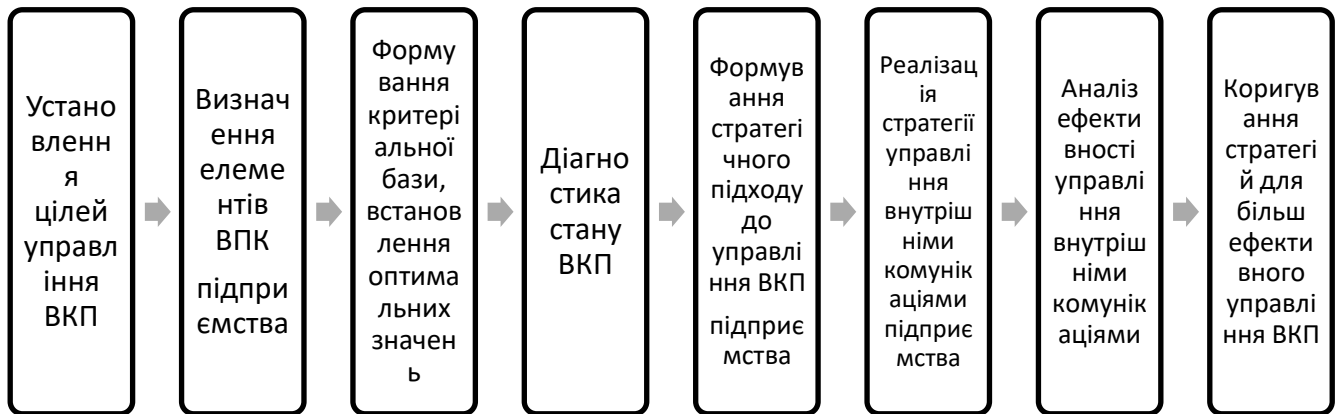 Устано
вленн
я
цілей
управл
іння
ВКП
Визнач
ення
елеме
нтів
ВПК
підпри
ємства
Форму
вання
критері
альної
бази,
встанов
лення
оптима
льних
значен
ь
Діагно
стика
стану
ВКП
Формув
ання
стратегі
чного
підходу
до
управлі
ння ВКП
підприє
мства
Реалізац
ія
стратегії
управлі
ння
внутріш
німи
комунік
аціями
підприє
мства
Аналіз
ефекти
вності
управлі
ння
внутріш
німи
комунік
аціями
Коригув
ання
стратегі
й для
більш
ефекти
вного
управлі
ння ВКП